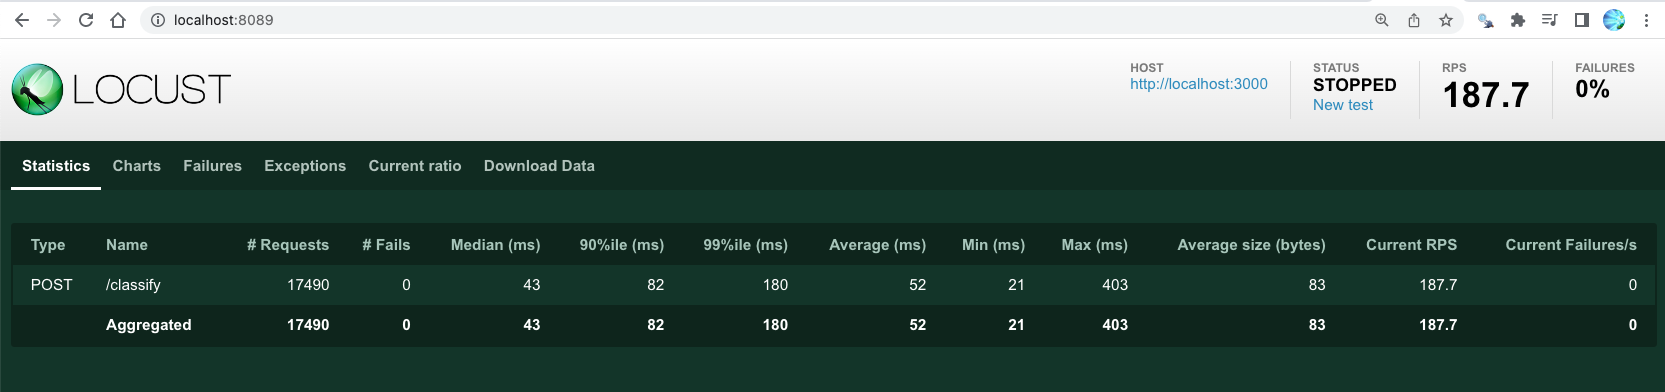 localhost:8089
LOCUST
HOST
http://localhost:3000
STATUS
STOPPED
New test
RPS
187.7
FAILURES
0%
Statistics Charts Failures Exceptions Current ratio Download Data
Type Name # Requests # Fails Median (ms) 90%ile (ms) 99%ile (ms) Average (ms) Min (ms) Max (ms) Average size (bytes) Current RPS Current Failures/s
POST /classify 17490 0 43 82 180 52 21 403 83 187.7 0
Aggregated 17490 0 43 82 180 52 21 403 83 187.7 0